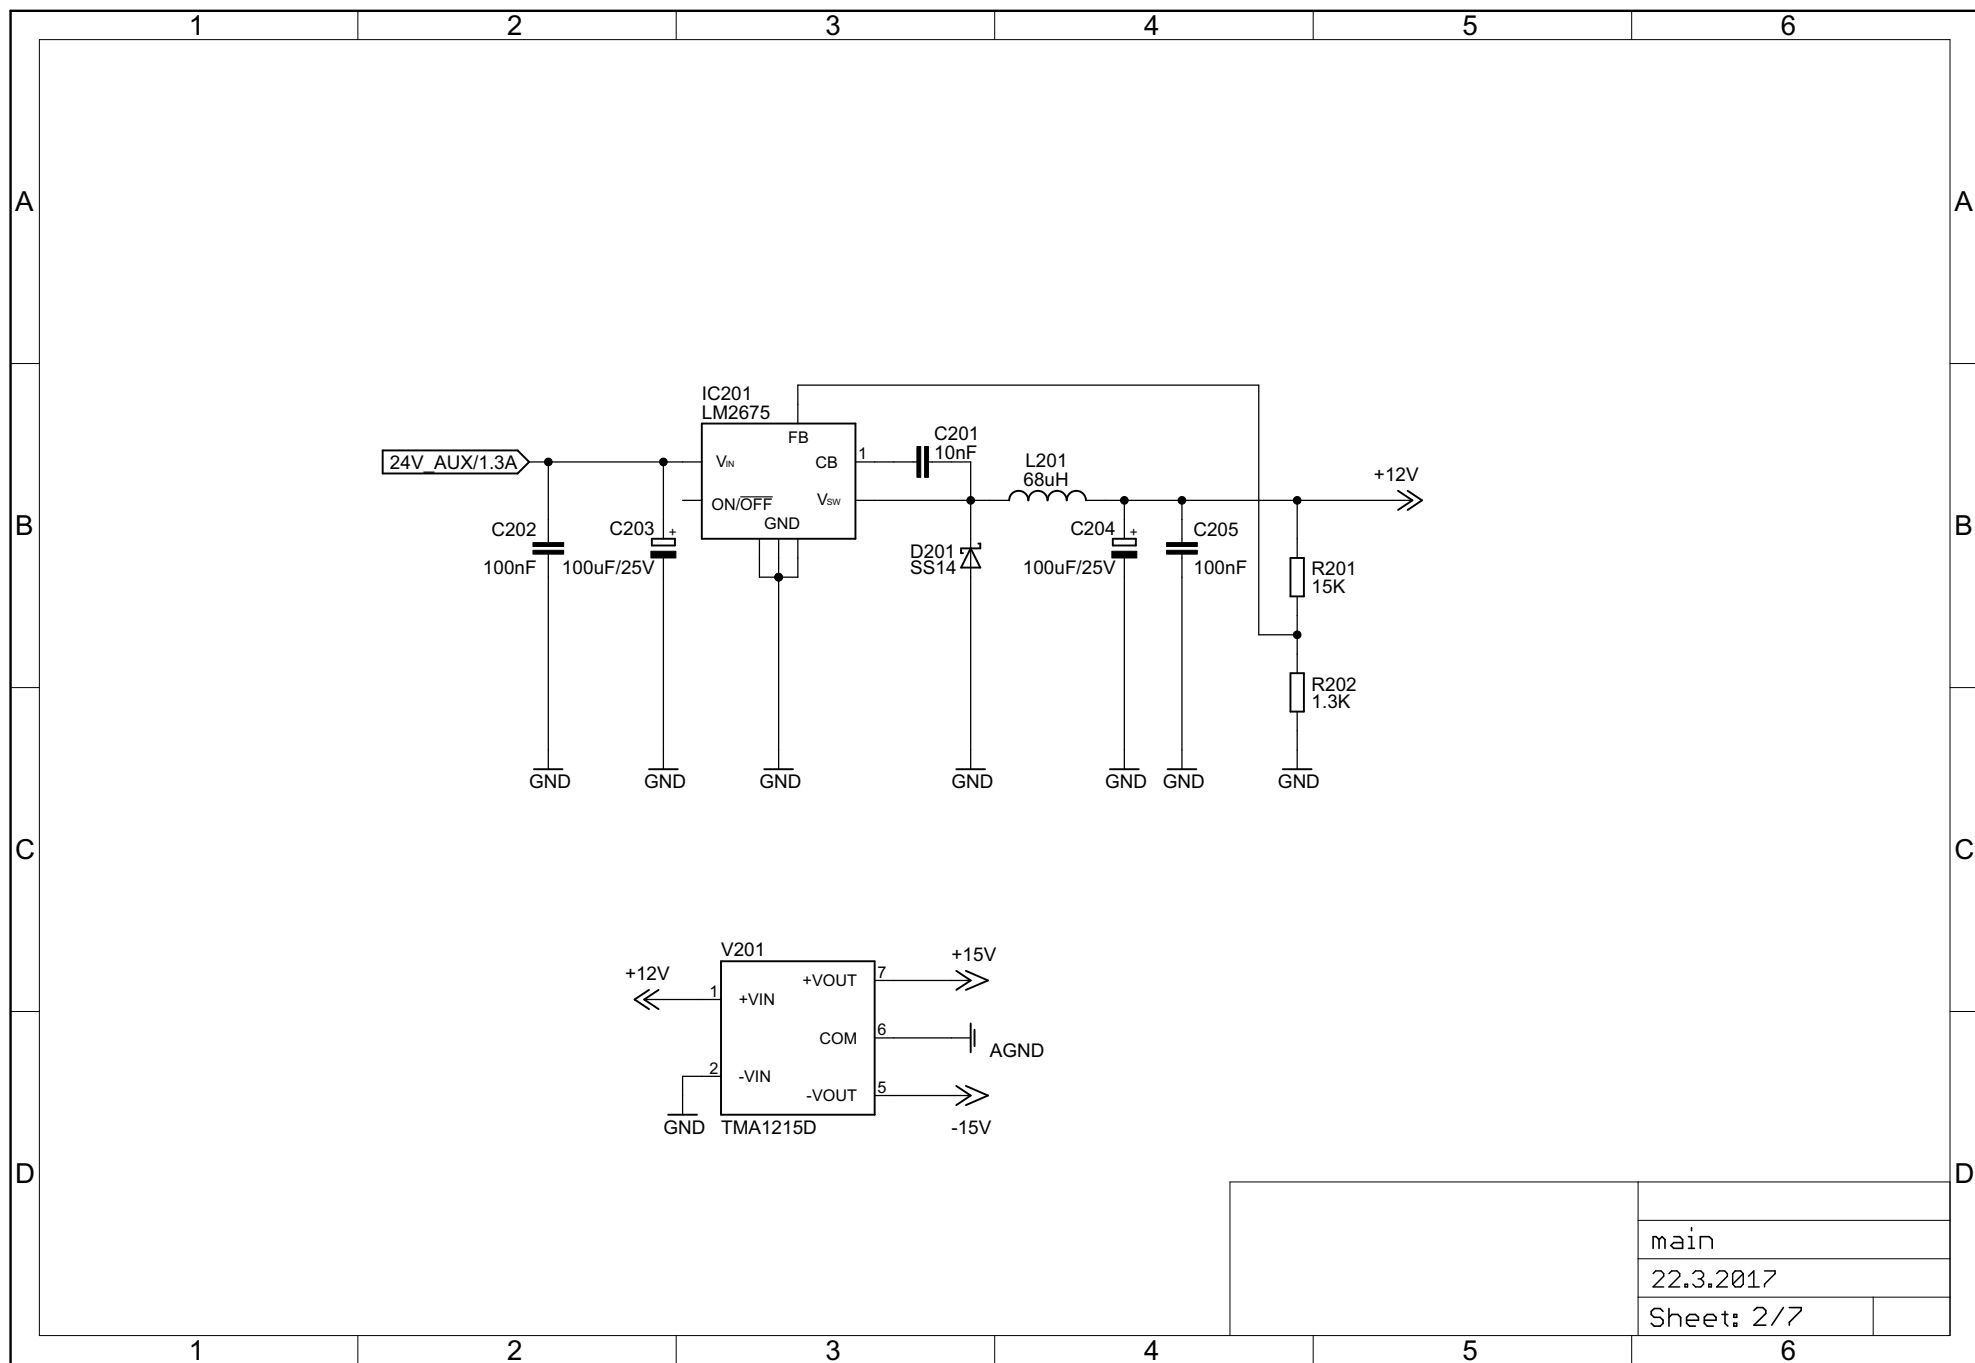 1 2 3 4 5 6
A A
IC201
LM2675
FB
C201
10nF
24V_AUX/1.3A
VIN
CB
1
L201
68uH
+12V
ON/OFF
VSW
GND
C202
100nF
C203
+
100uF/25V
D201
SS14
C204
+
100uF/25V
C205
100nF
R201
15K
B B
R202
1.3K
GND GND GND GND GND GND GND
C C
V201
+15V
+12V
1
+VIN
+VOUT
7
COM
6
AGND
2
-VIN
-VOUT
5
GND
TMA1215D
-15V
D D
main
22.3.2017
Sheet: 2/7
1 2 3 4 5 6